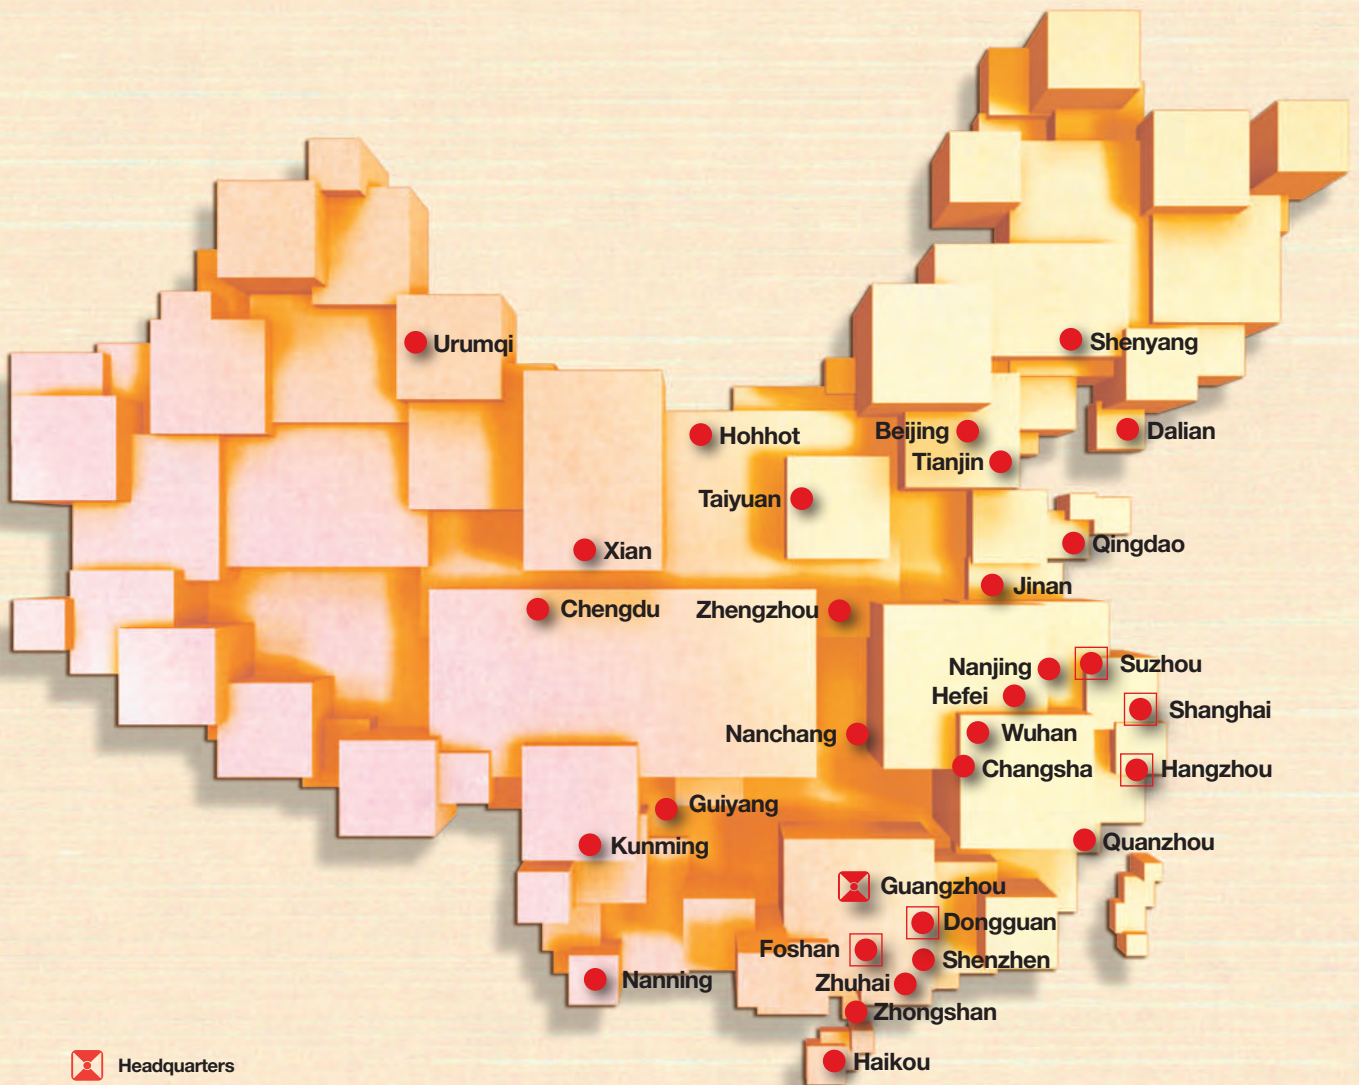 Urumqi
Shenyang
Hohhot
Beijing
Dalian
Tianjin
Taiyuan
Qingdao
Xian
Jinan
Chengdu
Zhengzhou
Nanjing
Suzhou
Hefei
Shanghai
Nanchang
Wuhan
Changsha
Hangzhou
Guiyang
Kunming
Quanzhou
Guangzhou
Dongguan
Foshan
Shenzhen
Nanning
Zhuhai
Zhongshan
Haikou
Headquarters